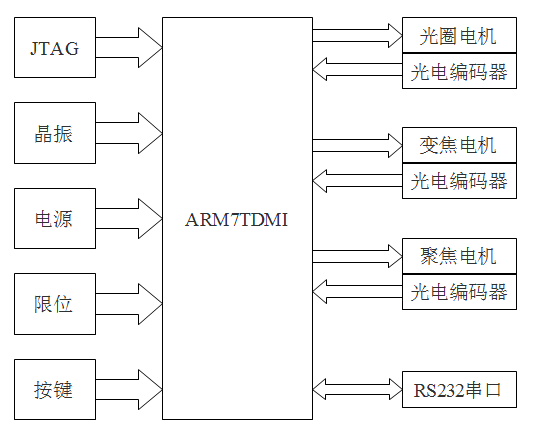 JTAG
晶振
电源
限位
按键
ARM7TDMI
光圈电机
光电编码器
变焦电机
光电编码器
聚焦电机
光电编码器
RS232串口